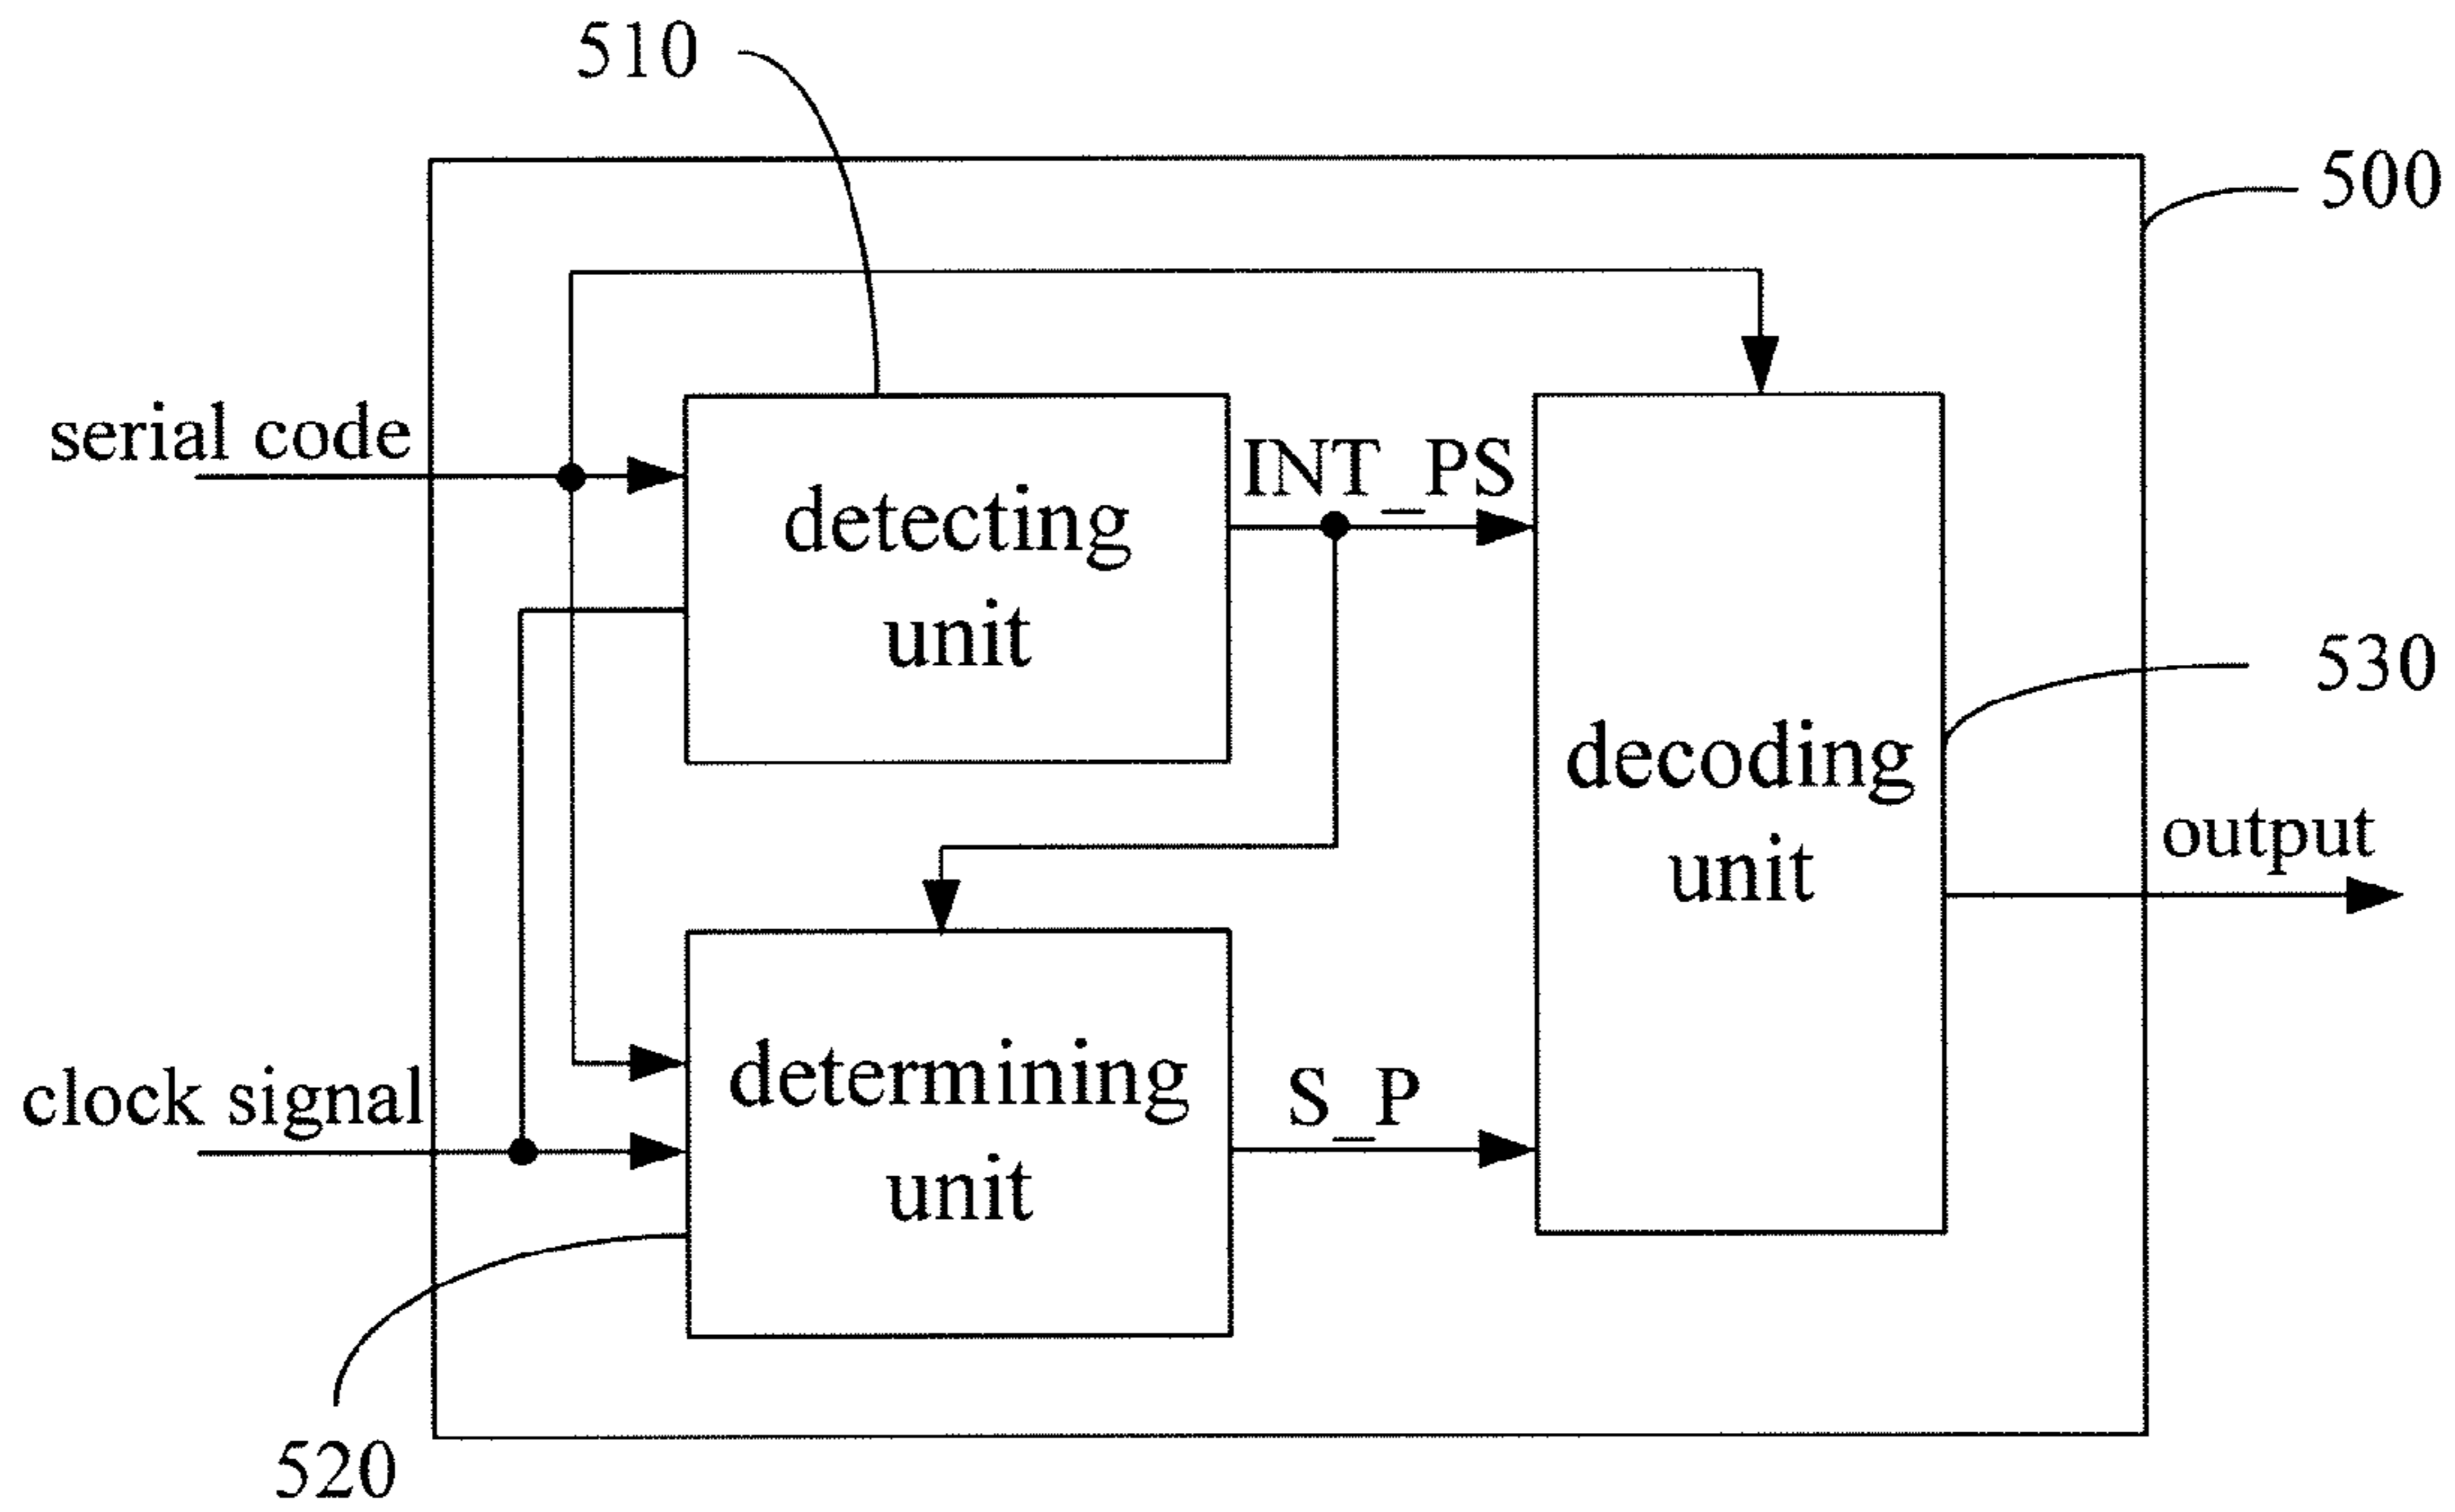 510
500
serial code
INT_PS
detecting
unit
530
decoding
unit
output
determining
unit
S_P
clock signal
520